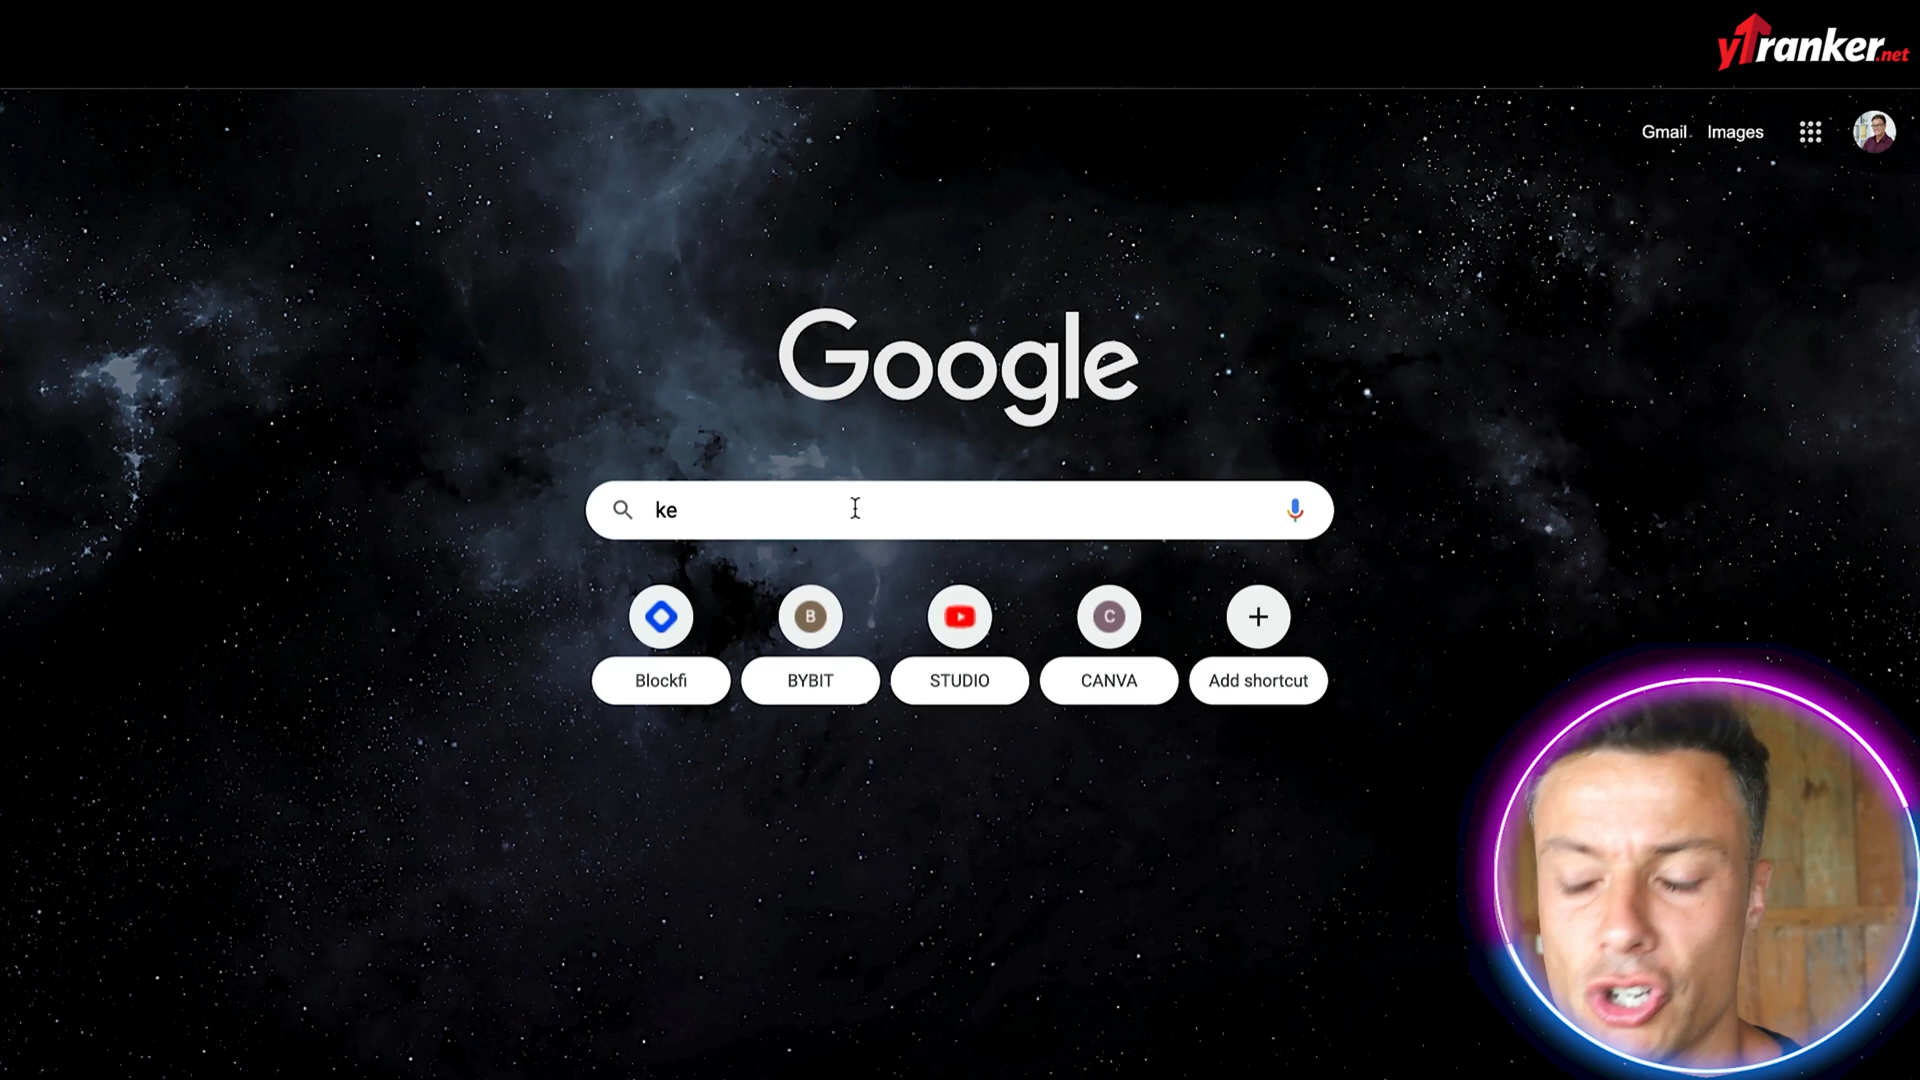 yTranker.net
Gmail Images
Google
ke
B
C
Blockfi BYBIT STUDIO CANVA Add shortcut